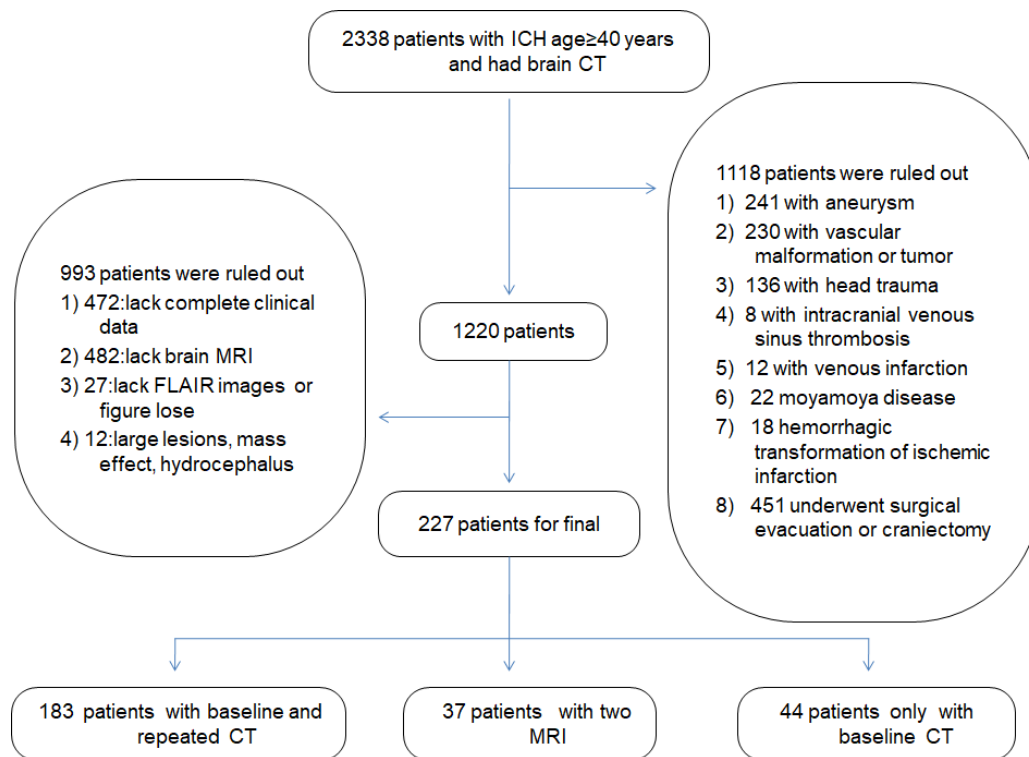 2338 patients with ICH age≥40 years
and had brain CT
1118 patients were ruled out
1) 241 with aneurysm
2) 230 with vascular
malformation or tumor
3) 136 with head trauma
4) 8 with intracranial venous
sinus thrombosis
5) 12 with venous infarction
6) 22 moyamoya disease
7) 18 hemorrhagic
transformation of ischemic
infarction
8) 451 underwent surgical
evacuation or craniectomy
1220 patients
993 patients were ruled out
1) 472:lack complete clinical
data
2) 482:lack brain MRI
3) 27:lack FLAIR images or
figure lose
4) 12:large lesions, mass
effect, hydrocephalus
227 patients for final
183 patients with baseline and
repeated CT
37 patients with two
MRI
44 patients only with
baseline CT